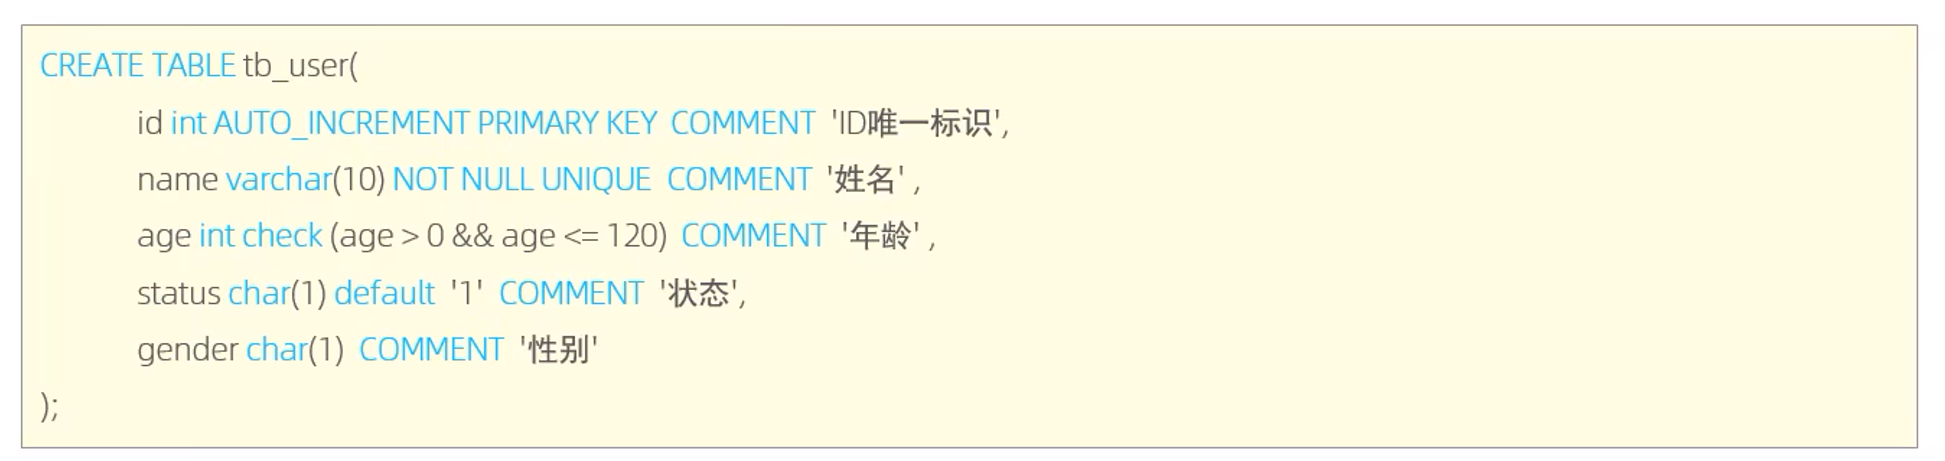 CREATE TABLE tb_user(
id int AUTO_INCREMENT PRIMARY KEY COMMENT 'ID唯一标识',
name varchar(10) NOT NULL UNIQUE COMMENT '姓名' ,
age int check (age > 0 && age <= 120) COMMENT '年龄' ,
status char(1) default '1' COMMENT '状态',
gender char(1) COMMENT '性别'
);